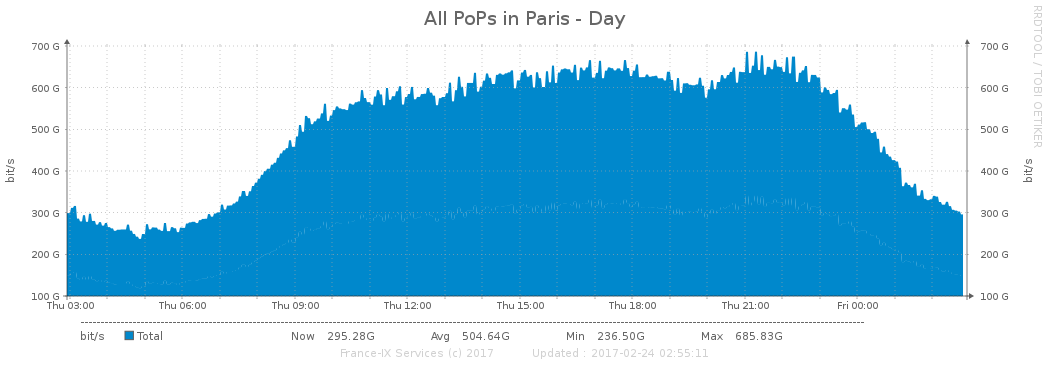 All PoPs in Paris - Day
RRDTOOL / TOBI OETIKER
700 G 700 G
600 G 600 G
500 G 500 G
400 G 400 G
300 G 300 G
200 G 200 G
100 G 100 G
bit/s bit/s
Thu 03:00 Thu 06:00 Thu 09:00 Thu 12:00 Thu 15:00 Thu 18:00 Thu 21:00 Fri 00:00
bit/s Total Now 295.28G Avg 504.64G Min 236.50G Max 685.83G
France-IX Services (c) 2017 Updated : 2017-02-24 02:55:11